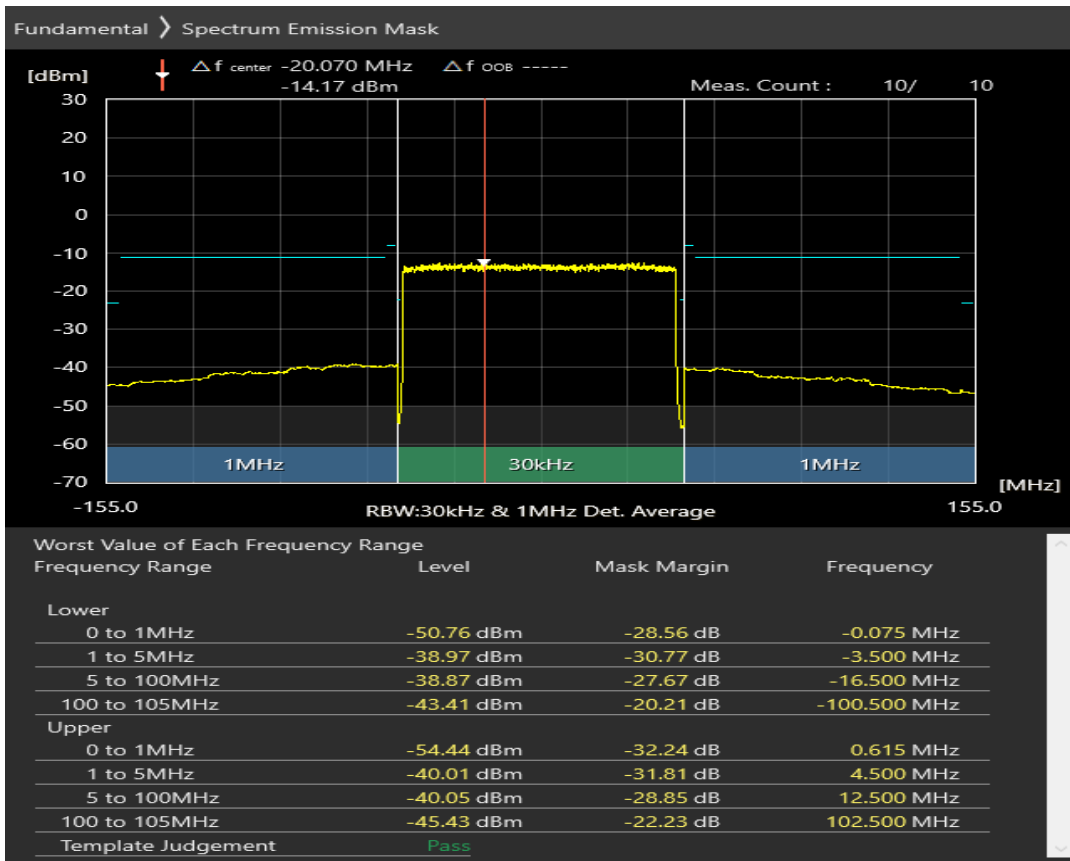 Fundamental ❯ Spectrum Emission Mask
[dBm]
Δf center -20.070 MHz Δf OOB -----
-14.17 dBm Meas. Count : 10/ 10
30
20
10
0
-10
-20
-30
-40
-50
-60
-70
1MHz 30kHz 1MHz
[MHz]
-155.0 RBW:30kHz & 1MHz Det. Average 155.0
Worst Value of Each Frequency Range
Frequency Range Level Mask Margin Frequency
Lower
0 to 1MHz -50.76 dBm -28.56 dB -0.075 MHz
1 to 5MHz -38.97 dBm -30.77 dB -3.500 MHz
5 to 100MHz -38.87 dBm -27.67 dB -16.500 MHz
100 to 105MHz -43.41 dBm -20.21 dB -100.500 MHz
Upper
0 to 1MHz -54.44 dBm -32.24 dB 0.615 MHz
1 to 5MHz -40.01 dBm -31.81 dB 4.500 MHz
5 to 100MHz -40.05 dBm -28.85 dB 12.500 MHz
100 to 105MHz -45.43 dBm -22.23 dB 102.500 MHz
Template Judgement Pass